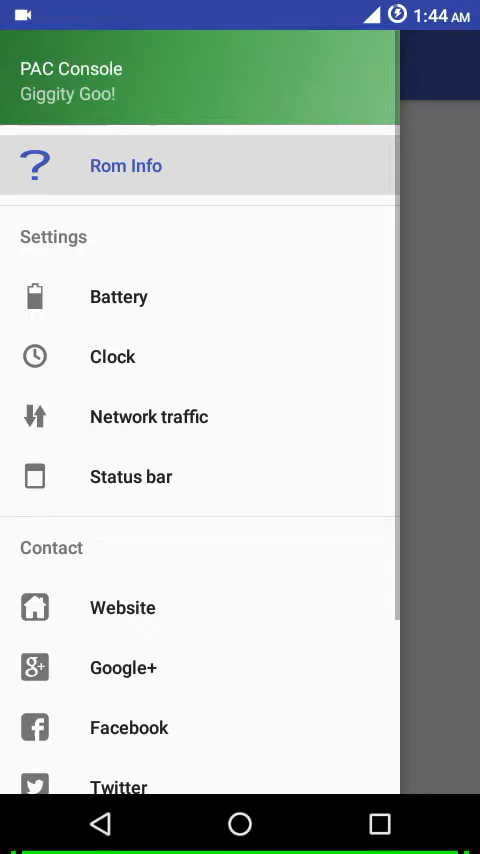 1:44 AM
PAC Console
Giggity Goo!
Rom Info
Settings
Battery
Clock
Network traffic
Status bar
Contact
Website
Google+
Facebook
Twitter